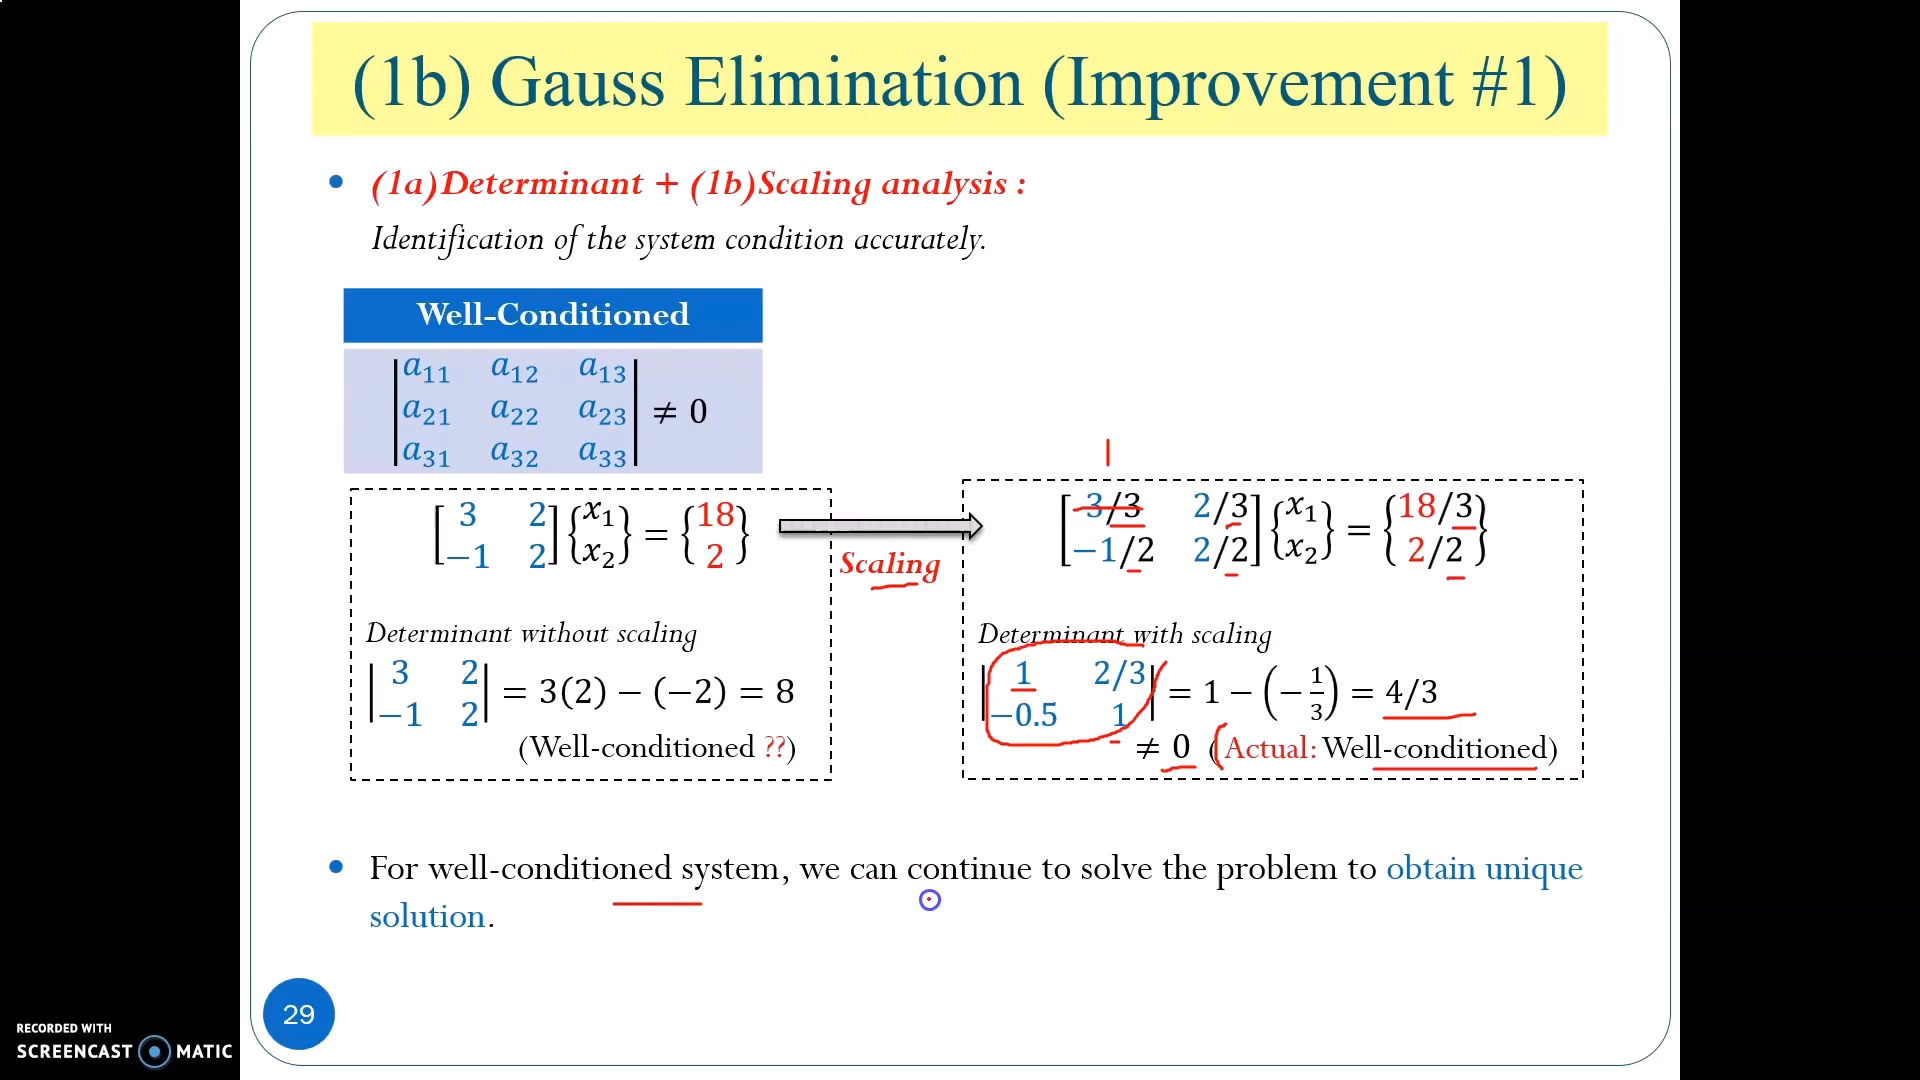 (1b) Gauss Elimination (Improvement #1)
• (1a)Determinant + (1b)Scaling analysis :
Identification of the system condition accurately.
Well-Conditioned
|a₁₁ a₁₂ a₁₃|
|a₂₁ a₂₂ a₂₃| ≠ 0
|a₃₁ a₃₂ a₃₃|
[3 2] {x₁} = {18}
[−1 2] {x₂} = {2}
Determinant without scaling
|3 2|
|−1 2| = 3(2) − (−2) = 8
(Well-conditioned ??)
Scaling
1
[3/3 2/3] {x₁} = {18/3}
[−1/2 2/2] {x₂} = {2/2}
Determinant with scaling
|1 2/3|
|−0.5 1| = 1 − (−1/3) = 4/3
≠ 0 (Actual: Well-conditioned)
• For well-conditioned system, we can continue to solve the problem to obtain unique
solution.
29
RECORDED WITH
SCREENCAST MATIC